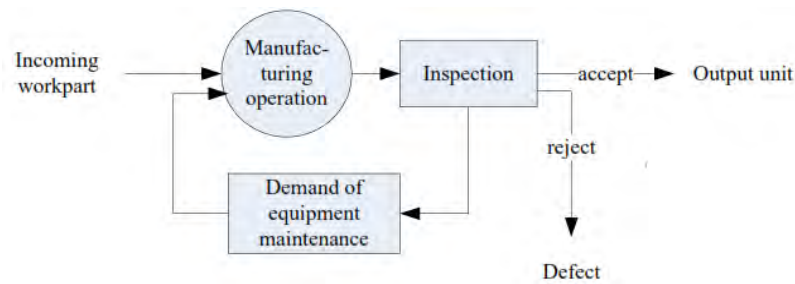 Incoming
workpart
Manufac-
turing
operation
Inspection
accept
Output unit
reject
Demand of
equipment
maintenance
Defect